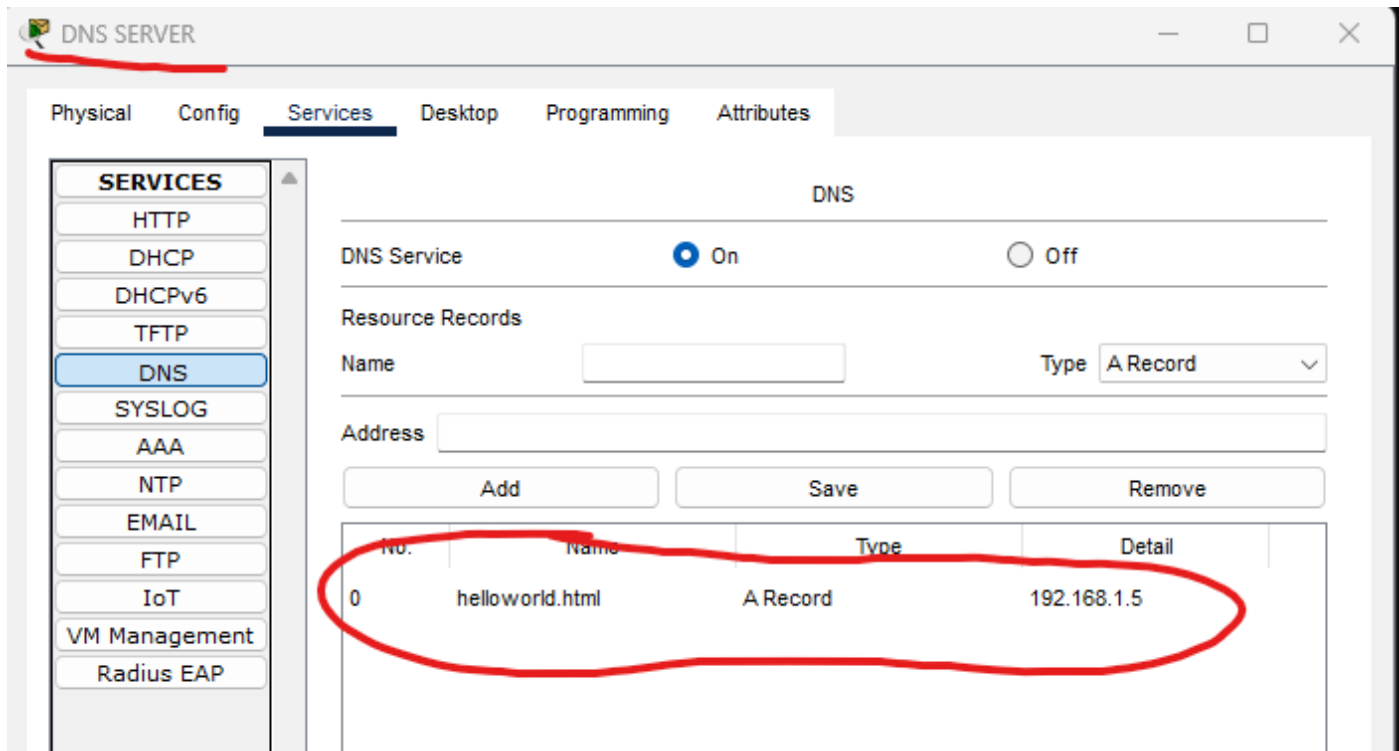 DNS SERVER
Physical Config Services Desktop Programming Attributes
SERVICES
HTTP
DHCP
DHCPv6
TFTP
DNS
SYSLOG
AAA
NTP
EMAIL
FTP
IoT
VM Management
Radius EAP
DNS
DNS Service On Off
Resource Records
Name Type A Record
Address
Add Save Remove
No. Name Type Detail
0 helloworld.html A Record 192.168.1.5